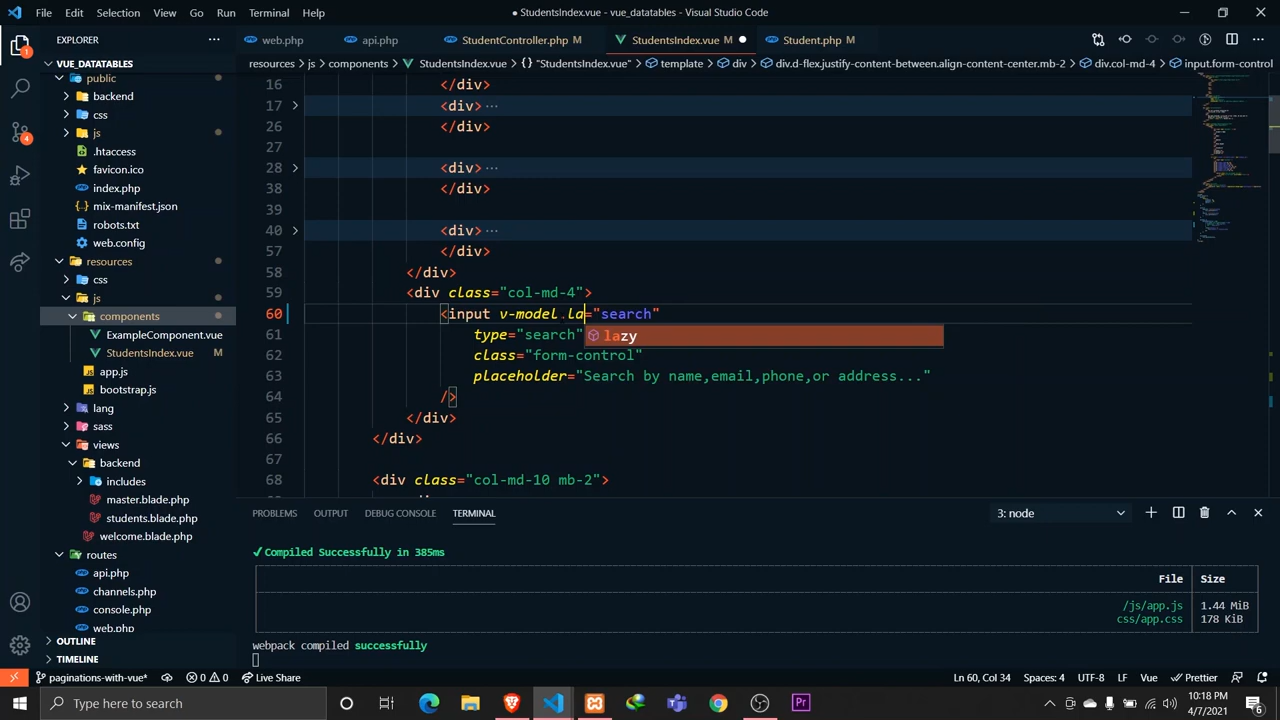 File Edit Selection View Go Run Terminal Help
● StudentsIndex.vue - vue_datatables - Visual Studio Code
EXPLORER
VUE_DATATABLES
public
backend
css
js
.htaccess
favicon.ico
index.php
mix-manifest.json
robots.txt
web.config
resources
css
js
components
ExampleComponent.vue
StudentsIndex.vue M
app.js
bootstrap.js
lang
sass
views
backend
includes
master.blade.php
students.blade.php
welcome.blade.php
routes
api.php
channels.php
console.php
web.php
OUTLINE
TIMELINE
web.php api.php StudentController.php M StudentsIndex.vue M Student.php M
resources > js > components > StudentsIndex.vue > {} "StudentsIndex.vue" > template > div > div.d-flex.justify-content-between.align-content-center.mb-2 > div.col-md-4 > input.form-control
16 </div>
17 <div> ...
26 </div>
27
28 <div> ...
38 </div>
39
40 <div> ...
57 </div>
58 </div>
59 <div class="col-md-4">
60 <input v-model.la="search"
61 type="search"
lazy
62 class="form-control"
63 placeholder="Search by name,email,phone,or address..."
64 />
65 </div>
66 </div>
67
68 <div class="col-md-10 mb-2">
PROBLEMS OUTPUT DEBUG CONSOLE TERMINAL
3: node
✓Compiled Successfully in 385ms
File Size
/js/app.js 1.44 MiB
css/app.css 178 KiB
webpack compiled successfully
paginations-with-vue* 0 0 Live Share
Ln 60, Col 34 Spaces: 4 UTF-8 LF Vue Prettier
Type here to search
10:18 PM
4/7/2021